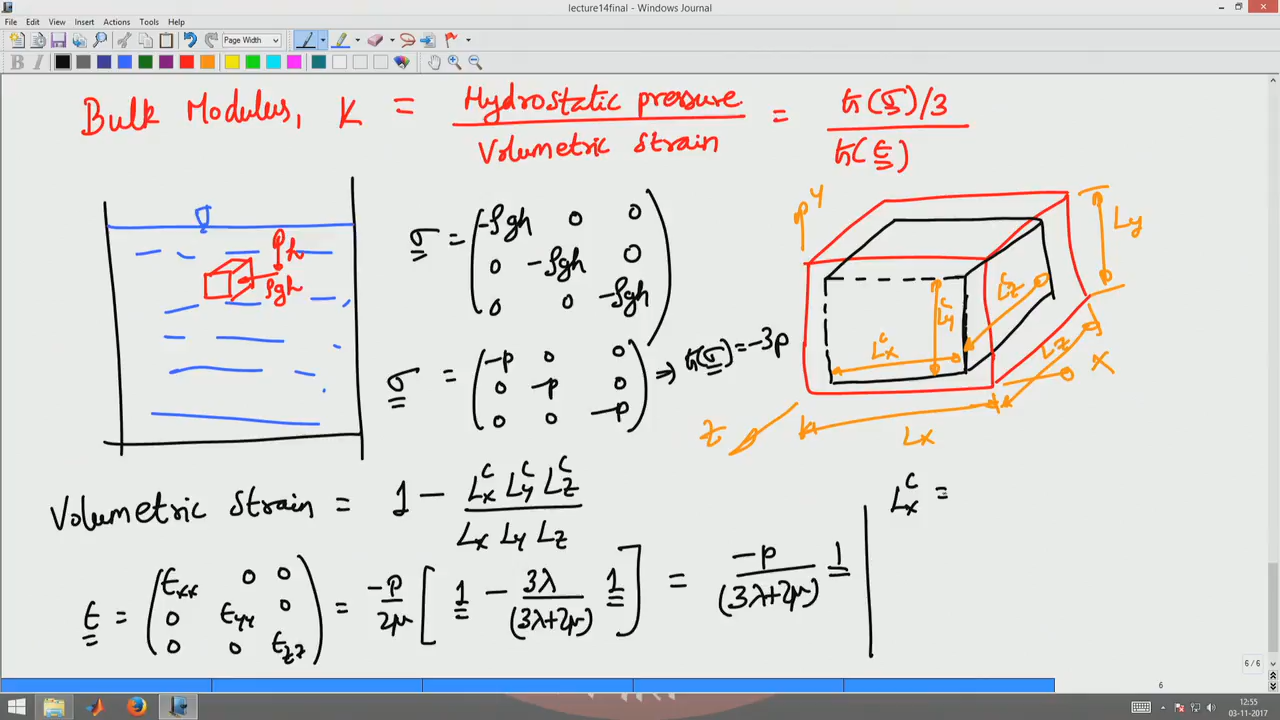 lecture14final - Windows Journal
File Edit View Insert Actions Tools Help
Page Width
B I
Bulk Modulus, K = Hydrostatic pressure / Volumetric Strain = tr(σ)/3 / tr(ϵ)
h
ρgh
σ = (-ρgh 0 0
0 -ρgh 0
0 0 -ρgh)
σ = (-p 0 0
0 -p 0
0 0 -p) ⇒ tr(σ) = -3p
Y
Ly
Lz
L^c_y
L^c_x
Lz
X
Z
Lx
Volumetric Strain = 1 - L^c_x L^c_y L^c_z / Lx Ly Lz
L^c_x =
ϵ = (ϵxx 0 0
0 ϵyy 0
0 0 ϵzz) = -p/2μ [1 - 3λ/(3λ+2μ) 1] = -p/(3λ+2μ) 1
6/6
6
12:55
03-11-2017